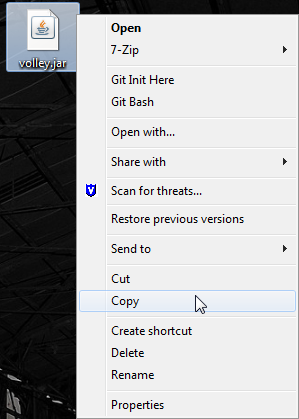 volley.jar
Open
7-Zip
Git Init Here
Git Bash
Open with...
Share with
Scan for threats...
Restore previous versions
Send to
Cut
Copy
Create shortcut
Delete
Rename
Properties